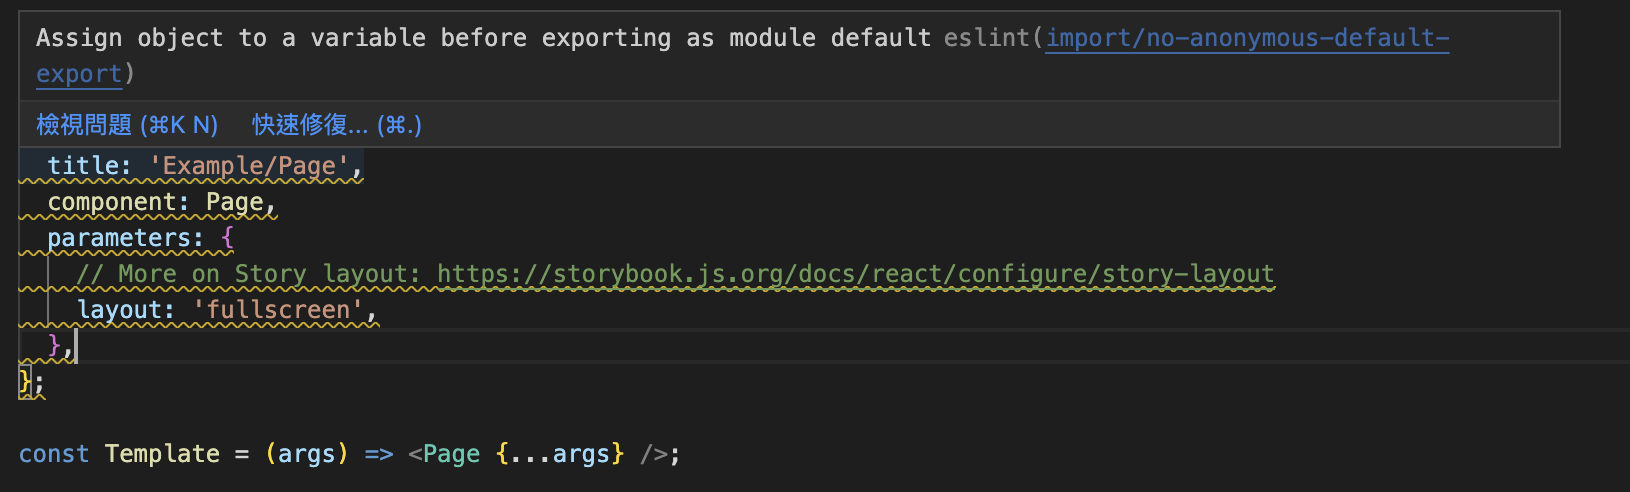 Assign object to a variable before exporting as module default eslint(import/no-anonymous-default-
export)
檢視問題 (⌘K N) 快速修復... (⌘.)
title: 'Example/Page',
component: Page,
parameters: {
// More on Story layout: https://storybook.js.org/docs/react/configure/story-layout
layout: 'fullscreen',
},
};
const Template = (args) => <Page {...args} />;